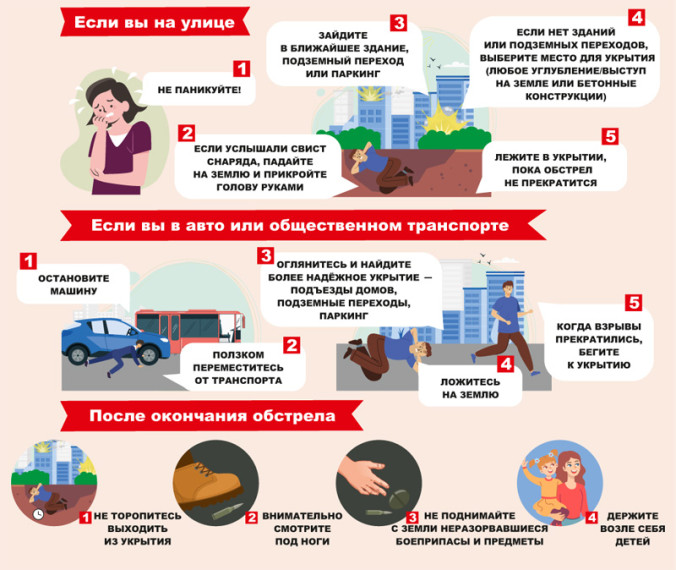 Если вы на улице
1
НЕ ПАНИКУЙТЕ!
2
ЕСЛИ УСЛЫШАЛИ СВИСТ
СНАРЯДА, ПАДАЙТЕ
НА ЗЕМЛЮ И ПРИКРОЙТЕ
ГОЛОВУ РУКАМИ
3
ЗАЙДИТЕ
В БЛИЖАЙШЕЕ ЗДАНИЕ,
ПОДЗЕМНЫЙ ПЕРЕХОД
ИЛИ ПАРКИНГ
4
ЕСЛИ НЕТ ЗДАНИЙ
ИЛИ ПОДЗЕМНЫХ ПЕРЕХОДОВ,
ВЫБЕРИТЕ МЕСТО ДЛЯ УКРЫТИЯ
(ЛЮБОЕ УГЛУБЛЕНИЕ/ВЫСТУП
НА ЗЕМЛЕ ИЛИ БЕТОННЫЕ
КОНСТРУКЦИИ)
5
ЛЕЖИТЕ В УКРЫТИИ,
ПОКА ОБСТРЕЛ
НЕ ПРЕКРАТИТСЯ
Если вы в авто или общественном транспорте
1
ОСТАНОВИТЕ
МАШИНУ
2
ПОЛЗКОМ
ПЕРЕМЕСТИТЕСЬ
ОТ ТРАНСПОРТА
3
ОГЛЯНИТЕСЬ И НАЙДИТЕ
БОЛЕЕ НАДЁЖНОЕ УКРЫТИЕ —
ПОДЪЕЗДЫ ДОМОВ,
ПОДЗЕМНЫЕ ПЕРЕХОДЫ,
ПАРКИНГ
4
ЛОЖИТЕСЬ
НА ЗЕМЛЮ
5
КОГДА ВЗРЫВЫ
ПРЕКРАТИЛИСЬ,
БЕГИТЕ
К УКРЫТИЮ
После окончания обстрела
1
НЕ ТОРОПИТЕСЬ
ВЫХОДИТЬ
ИЗ УКРЫТИЯ
2
ВНИМАТЕЛЬНО
СМОТРИТЕ
ПОД НОГИ
3
НЕ ПОДНИМАЙТЕ
С ЗЕМЛИ НЕРАЗОРВАВШИЕСЯ
БОЕПРИПАСЫ И ПРЕДМЕТЫ
4
ДЕРЖИТЕ
ВОЗЛЕ СЕБЯ
ДЕТЕЙ